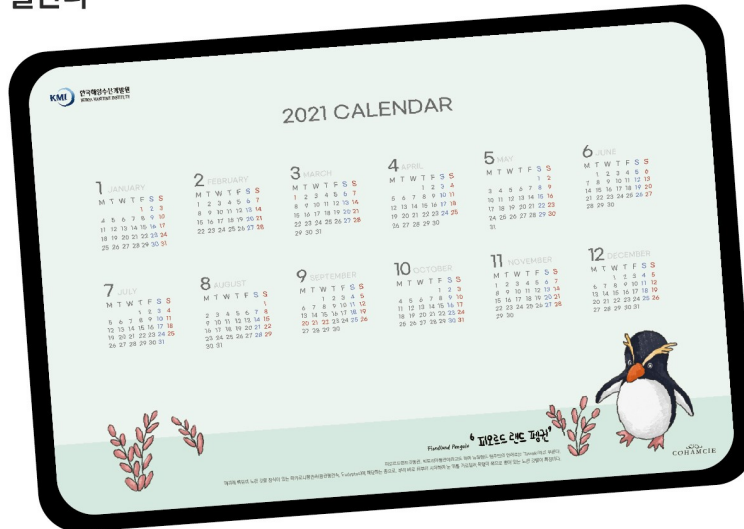 KMI 한국해양수산개발원
KOREA MARITIME INSTITUTE
2021 CALENDAR
1 JANUARY
M T W T F S S
1 2 3
4 5 6 7 8 9 10
11 12 13 14 15 16 17
18 19 20 21 22 23 24
25 26 27 28 29 30 31
2 FEBRUARY
M T W T F S S
1 2 3 4 5 6 7
8 9 10 11 12 13 14
15 16 17 18 19 20 21
22 23 24 25 26 27 28
3 MARCH
M T W T F S S
1 2 3 4 5 6 7
8 9 10 11 12 13 14
15 16 17 18 19 20 21
22 23 24 25 26 27 28
29 30 31
4 APRIL
M T W T F S S
1 2 3 4
5 6 7 8 9 10 11
12 13 14 15 16 17 18
19 20 21 22 23 24 25
26 27 28 29 30
5 MAY
M T W T F S S
1 2
3 4 5 6 7 8 9
10 11 12 13 14 15 16
17 18 19 20 21 22 23
24 25 26 27 28 29 30
31
6 JUNE
M T W T F S S
1 2 3 4 5 6
7 8 9 10 11 12 13
14 15 16 17 18 19 20
21 22 23 24 25 26 27
28 29 30
7 JULY
M T W T F S S
1 2 3 4
5 6 7 8 9 10 11
12 13 14 15 16 17 18
19 20 21 22 23 24 25
26 27 28 29 30 31
8 AUGUST
M T W T F S S
1
2 3 4 5 6 7 8
9 10 11 12 13 14 15
16 17 18 19 20 21 22
23 24 25 26 27 28 29
30 31
9 SEPTEMBER
M T W T F S S
1 2 3 4 5
6 7 8 9 10 11 12
13 14 15 16 17 18 19
20 21 22 23 24 25 26
27 28 29 30
10 OCTOBER
M T W T F S S
1 2 3
4 5 6 7 8 9 10
11 12 13 14 15 16 17
18 19 20 21 22 23 24
25 26 27 28 29 30 31
11 NOVEMBER
M T W T F S S
1 2 3 4 5 6 7
8 9 10 11 12 13 14
15 16 17 18 19 20 21
22 23 24 25 26 27 28
29 30
12 DECEMBER
M T W T F S S
1 2 3 4 5
6 7 8 9 10 11 12
13 14 15 16 17 18 19
20 21 22 23 24 25 26
27 28 29 30 31
Fiordland Penguin ‘피오르드 랜드 펭귄’
COHAMCIE